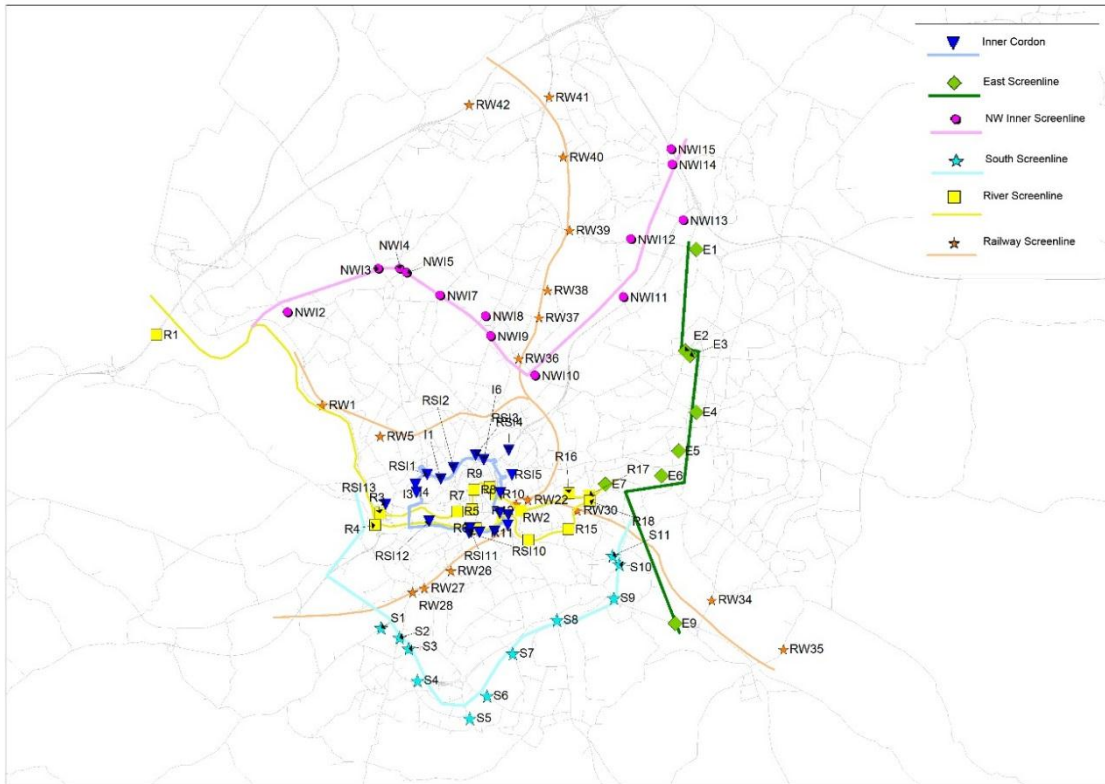 Inner Cordon
East Screenline
NW Inner Screenline
South Screenline
River Screenline
Railway Screenline
RW42
RW41
RW40
NWI15
NWI14
NWI13
RW39
NWI12
E1
NWI4
NWI3
NWI5
NWI7
RW38
NWI11
NWI2
NWI8
RW37
R1
NWI9
E2
E3
RW36
NWI10
I6
RSI2
RW1
RSI3
RSI4
E4
I1
RW5
E5
R16
RSI1
R9
RSI5
R17
E6
E7
RSI13
I3
R8
R3
R7
R10
RW22
R5
RW2
RW30
R4
R6
R11
R15
R18
RSI12
RSI11
RSI10
S11
RW26
S10
RW27
RW28
S9
RW34
S1
S8
E9
S2
S3
S7
RW35
S4
S6
S5